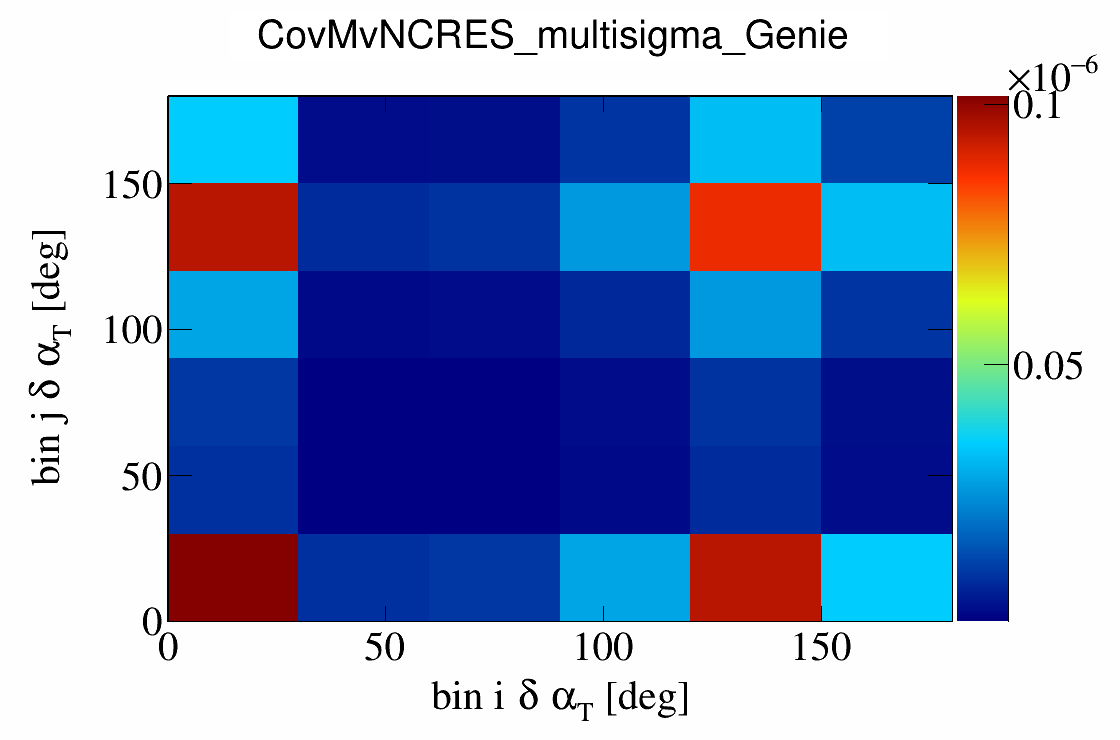 CovMvNCRES_multisigma_Genie
×10⁻⁶
0.1
0.05
150
100
50
0
bin j δ α_T [deg]
0 50 100 150
bin i δ α_T [deg]